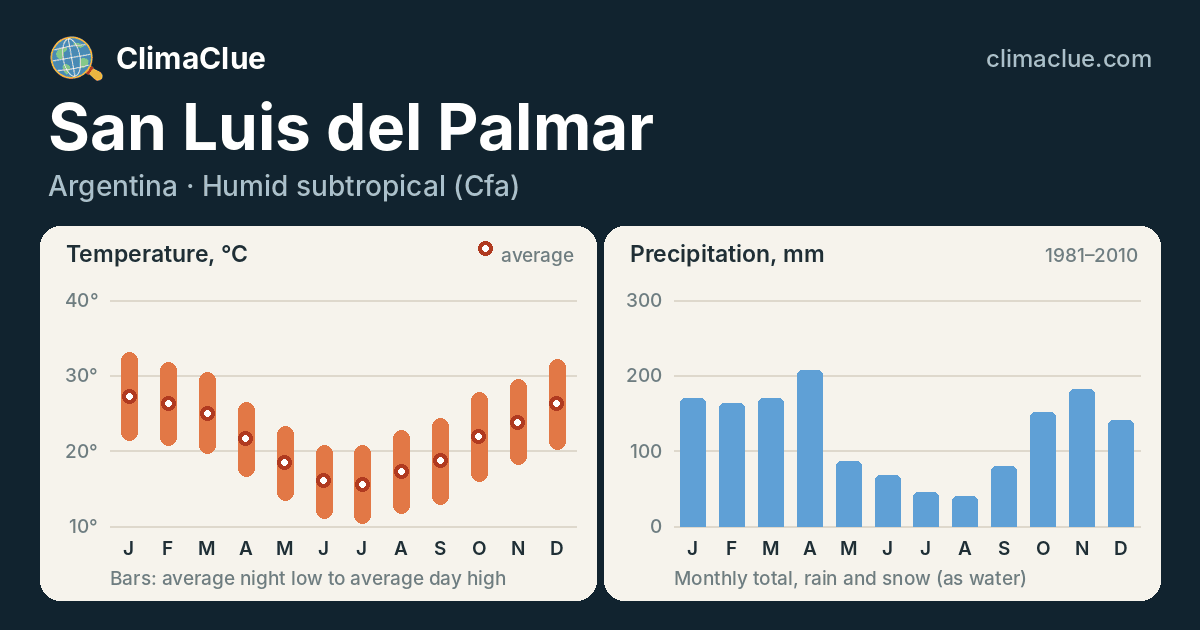 ClimaClue
climaclue.com
San Luis del Palmar
Argentina · Humid subtropical (Cfa)
Temperature, °C
average
40°
30°
20°
10°
J F M A M J J A S O N D
Bars: average night low to average day high
Precipitation, mm
1981–2010
300
200
100
0
J F M A M J J A S O N D
Monthly total, rain and snow (as water)